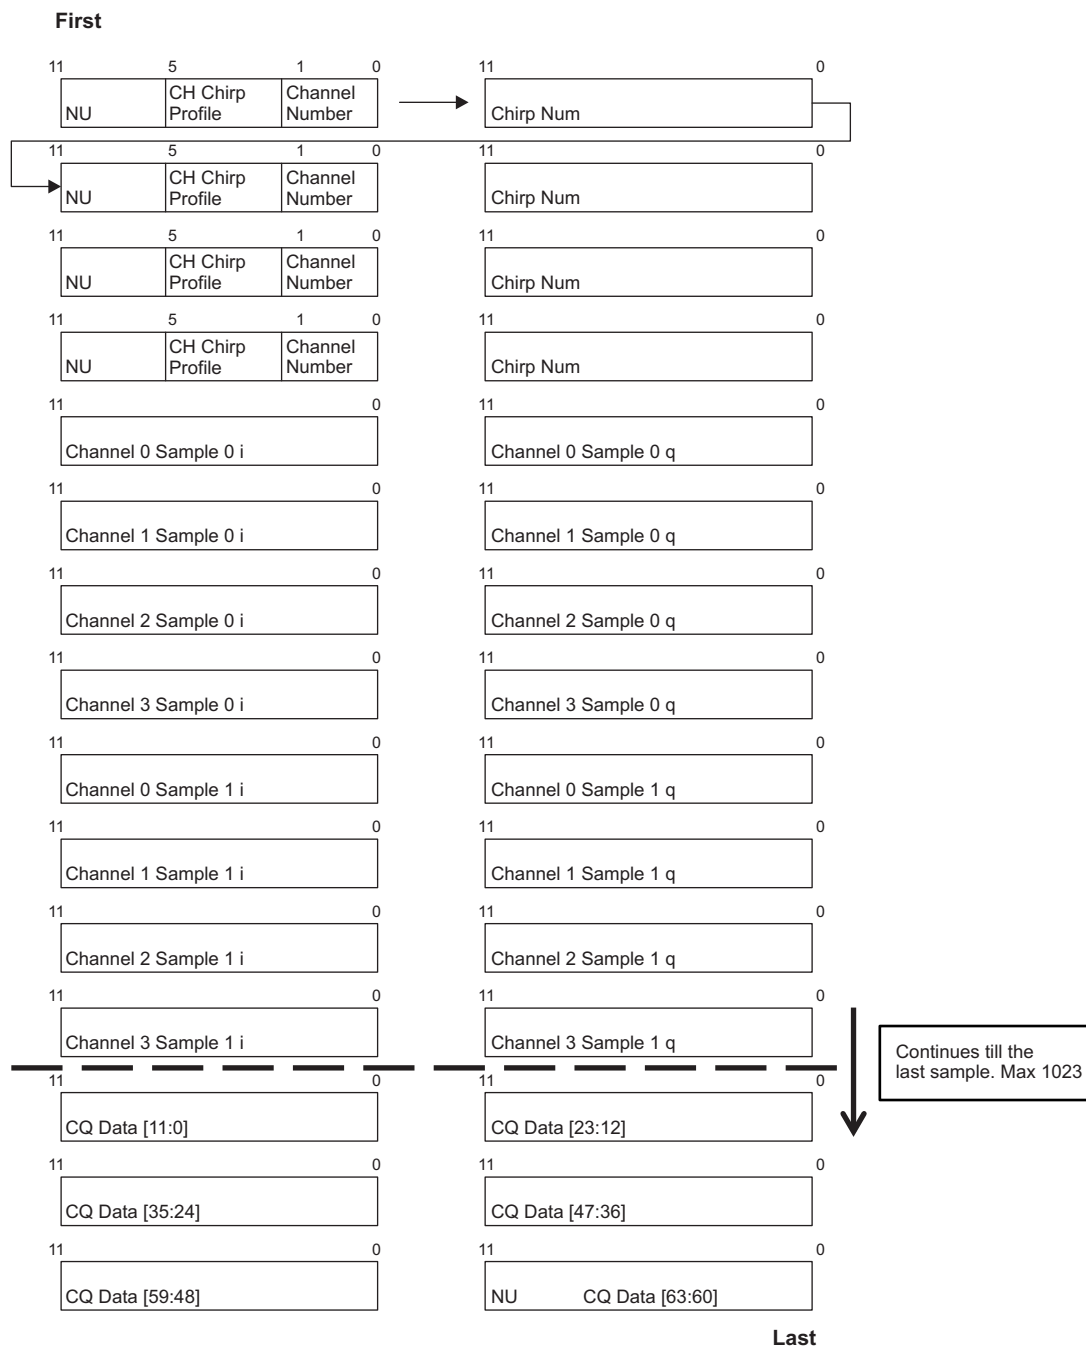 First
11 5 1 0 11 0
NU CH Chirp Profile Channel Number Chirp Num
11 5 1 0 11 0
NU CH Chirp Profile Channel Number Chirp Num
11 5 1 0 11 0
NU CH Chirp Profile Channel Number Chirp Num
11 5 1 0 11 0
NU CH Chirp Profile Channel Number Chirp Num
11 0 11 0
Channel 0 Sample 0 i Channel 0 Sample 0 q
11 0 11 0
Channel 1 Sample 0 i Channel 1 Sample 0 q
11 0 11 0
Channel 2 Sample 0 i Channel 2 Sample 0 q
11 0 11 0
Channel 3 Sample 0 i Channel 3 Sample 0 q
11 0 11 0
Channel 0 Sample 1 i Channel 0 Sample 1 q
11 0 11 0
Channel 1 Sample 1 i Channel 1 Sample 1 q
11 0 11 0
Channel 2 Sample 1 i Channel 2 Sample 1 q
11 0 11 0
Channel 3 Sample 1 i Channel 3 Sample 1 q
Continues till the
last sample. Max 1023
11 0 11 0
CQ Data [11:0] CQ Data [23:12]
11 0 11 0
CQ Data [35:24] CQ Data [47:36]
11 0 11 0
CQ Data [59:48] NU CQ Data [63:60]
Last